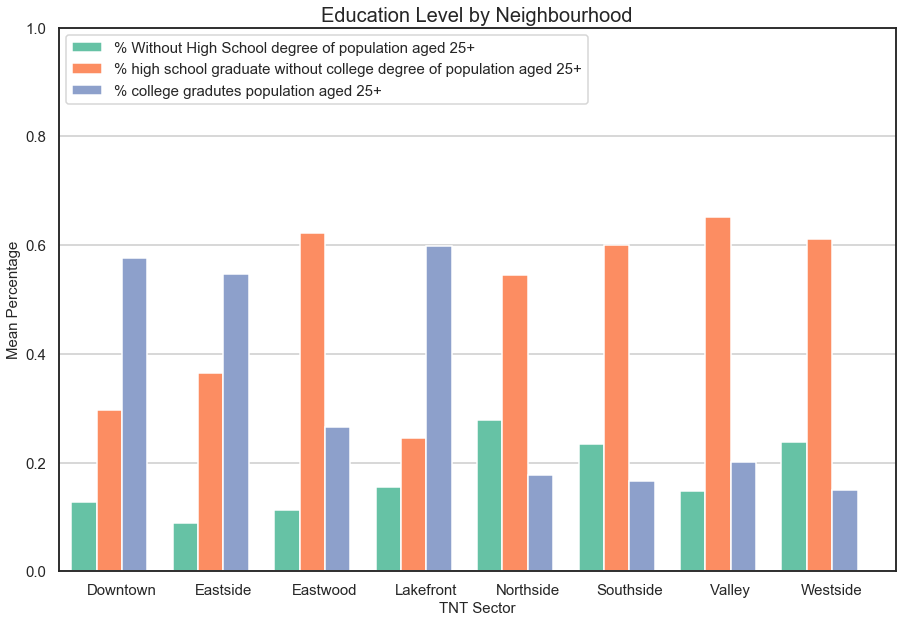 Education Level by Neighbourhood
% Without High School degree of population aged 25+
% high school graduate without college degree of population aged 25+
% college gradutes population aged 25+
Mean Percentage
1.0
0.8
0.6
0.4
0.2
0.0
Downtown Eastside Eastwood Lakefront Northside Southside Valley Westside
TNT Sector